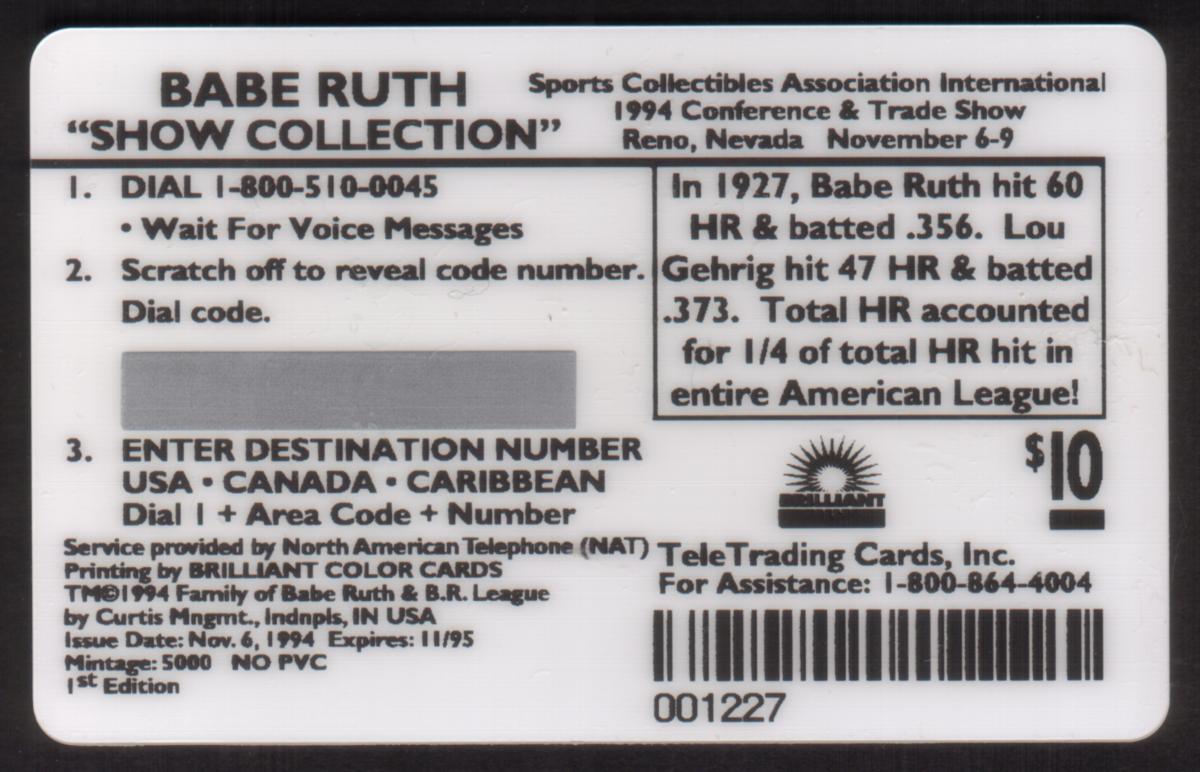 BABE RUTH
“SHOW COLLECTION”
Sports Collectibles Association International
1994 Conference & Trade Show
Reno, Nevada November 6-9
1. DIAL 1-800-510-0045
• Wait For Voice Messages
2. Scratch off to reveal code number.
Dial code.
3. ENTER DESTINATION NUMBER
USA • CANADA • CARIBBEAN
Dial 1 + Area Code + Number
Service provided by North American Telephone (NAT)
Printing by BRILLIANT COLOR CARDS
TM©1994 Family of Babe Ruth & B.R. League
by Curtis Mngmt., Indnpls, IN USA
Issue Date: Nov. 6, 1994 Expires: 11/95
Mintage: 5000 NO PVC
1st Edition
In 1927, Babe Ruth hit 60
HR & batted .356. Lou
Gehrig hit 47 HR & batted
.373. Total HR accounted
for 1/4 of total HR hit in
entire American League!
BRILLIANT
$10
TeleTrading Cards, Inc.
For Assistance: 1-800-864-4004
001227